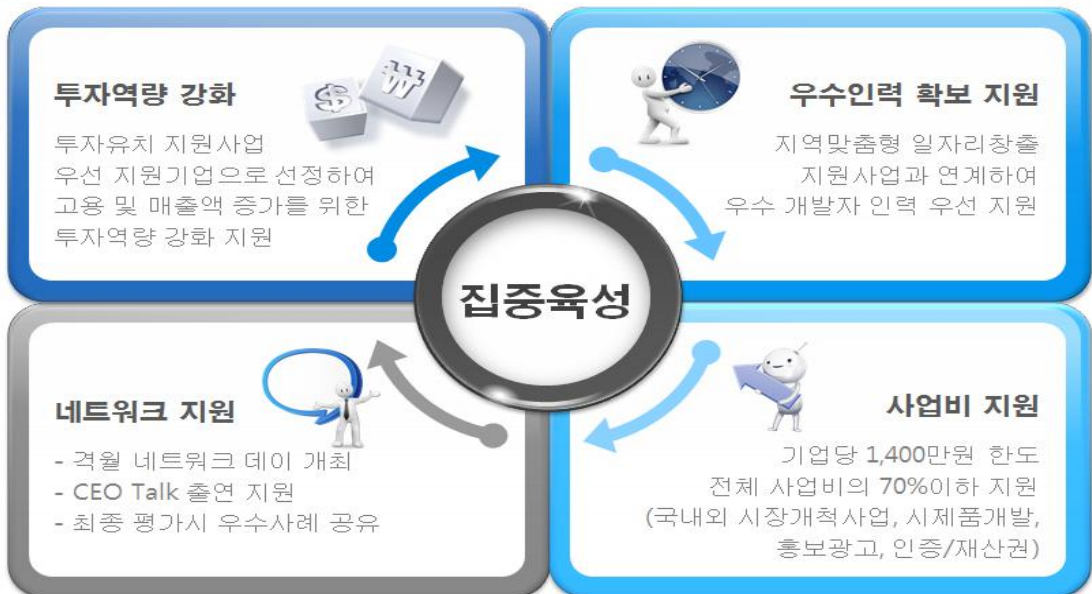 투자역량 강화
투자유치 지원사업
우선 지원기업으로 선정하여
고용 및 매출액 증가를 위한
투자역량 강화 지원
$
₩
우수인력 확보 지원
지역맞춤형 일자리창출
지원사업과 연계하여
우수 개발자 인력 우선 지원
집중육성
네트워크 지원
- 격월 네트워크 데이 개최
- CEO Talk 출연 지원
- 최종 평가시 우수사례 공유
사업비 지원
기업당 1,400만원 한도
전체 사업비의 70%이하 지원
(국내외 시장개척사업, 시제품개발,
홍보광고, 인증/재산권)